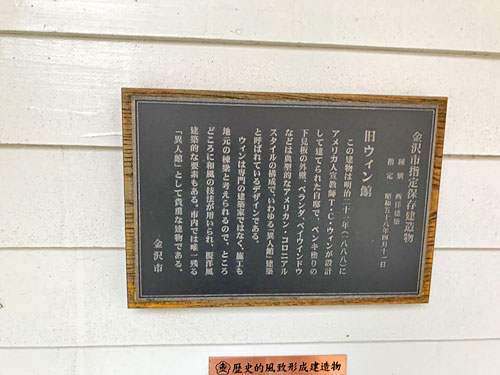 金沢市指定保存建造物
種別 西洋建築
指定 昭和五十八年四月十一日
旧ウィン館
この建物は明治二十一年(一八八八)に
アメリカ人宣教師T・C・ウィンが設計
して建てられた自邸で、ペンキ塗りの
下見板の外壁、ベランダ、ベイウインドウ
などは典型的なアメリカン・コロニアル
スタイルの構成で、いわゆる「異人館」建築
と呼ばれているデザインである。
ウィンは専門の建築家ではなく、施工も
地元の棟梁と考えられるので、ところ
どころに和風の技法が用いられ、擬洋風
建築的な要素もある。市内では唯一残る
「異人館」として貴重な建物である。
金沢市
歴史的風致形成建造物